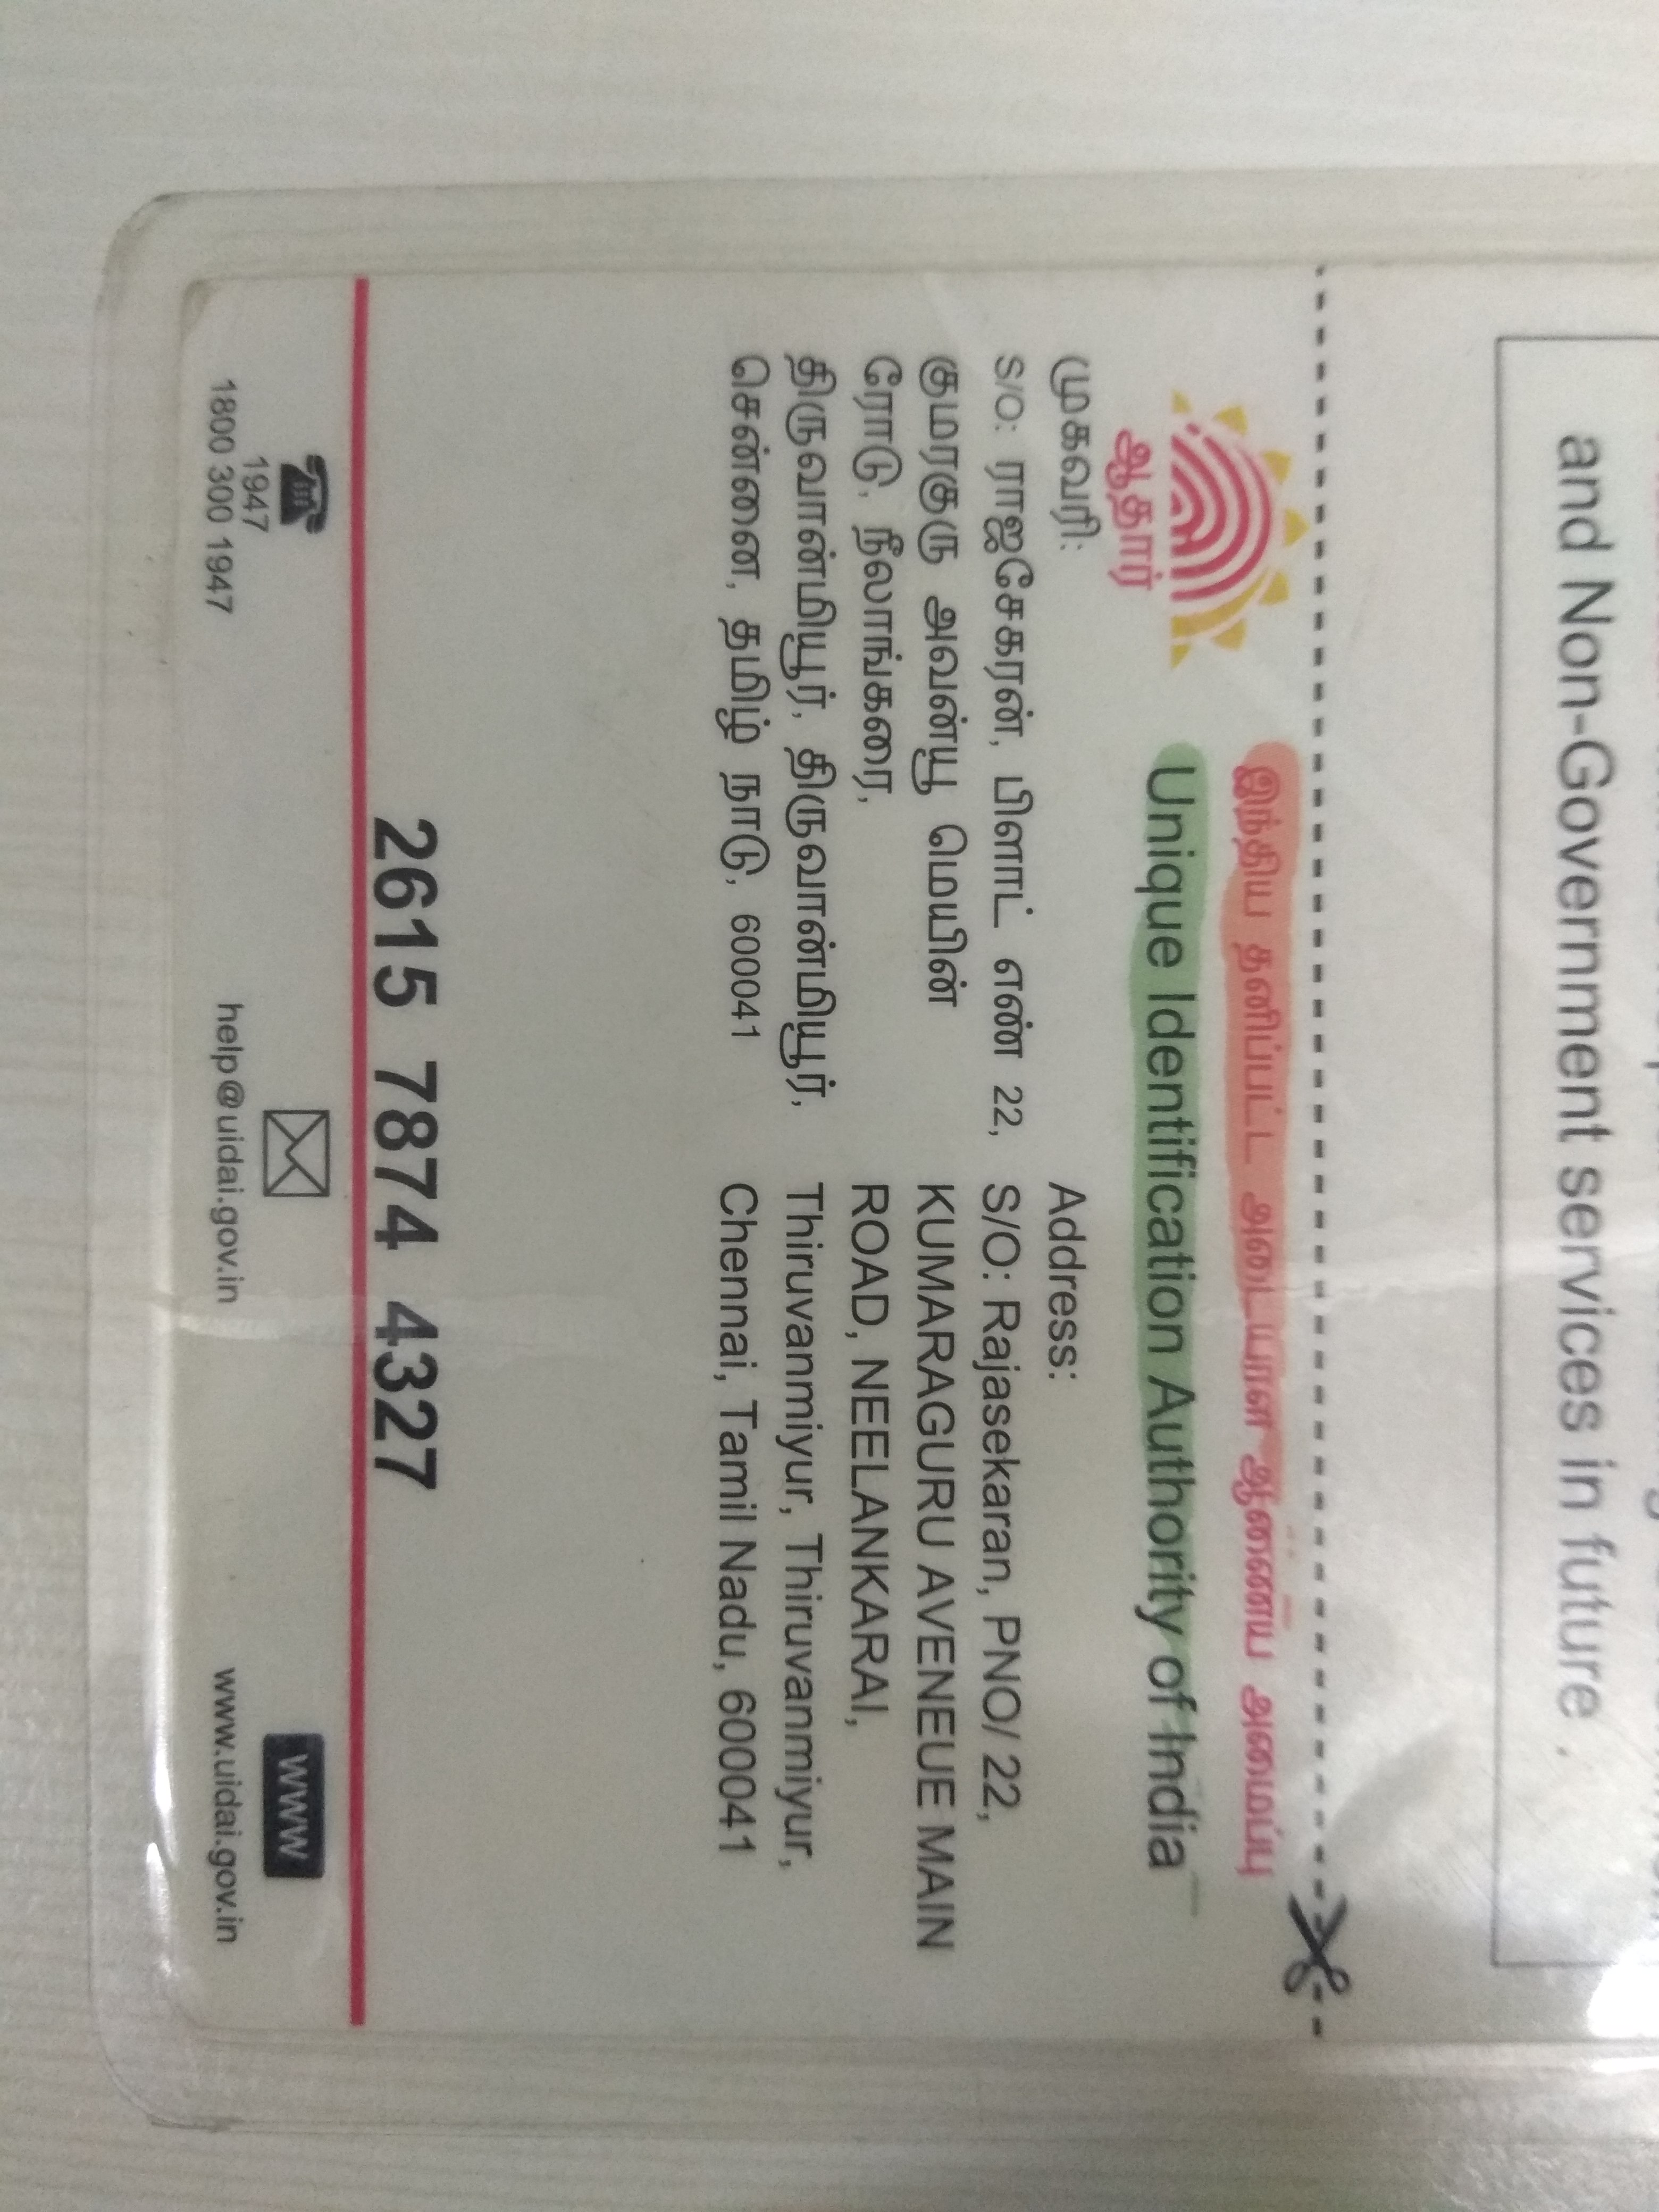 and Non-Government services in future .
ஆதார்
இந்திய தனிப்பட்ட அடையாள ஆணைய அமைப்பு
Unique Identification Authority of India
முகவரி:
S/O: ராஜசேகரன், பிளாட் என் 22,
குமரகுரு அவன்யூ மெயின்
ரோடு, நீலாங்கரை,
திருவான்மியூர், திருவான்மியூர்,
சென்னை, தமிழ் நாடு, 600041
Address:
S/O: Rajasekaran, PNO/ 22,
KUMARAGURU AVENEUE MAIN
ROAD, NEELANKARAI,
Thiruvanmiyur, Thiruvanmiyur,
Chennai, Tamil Nadu, 600041
2615 7874 4327
1947
1800 300 1947
help@uidai.gov.in
WWW
www.uidai.gov.in